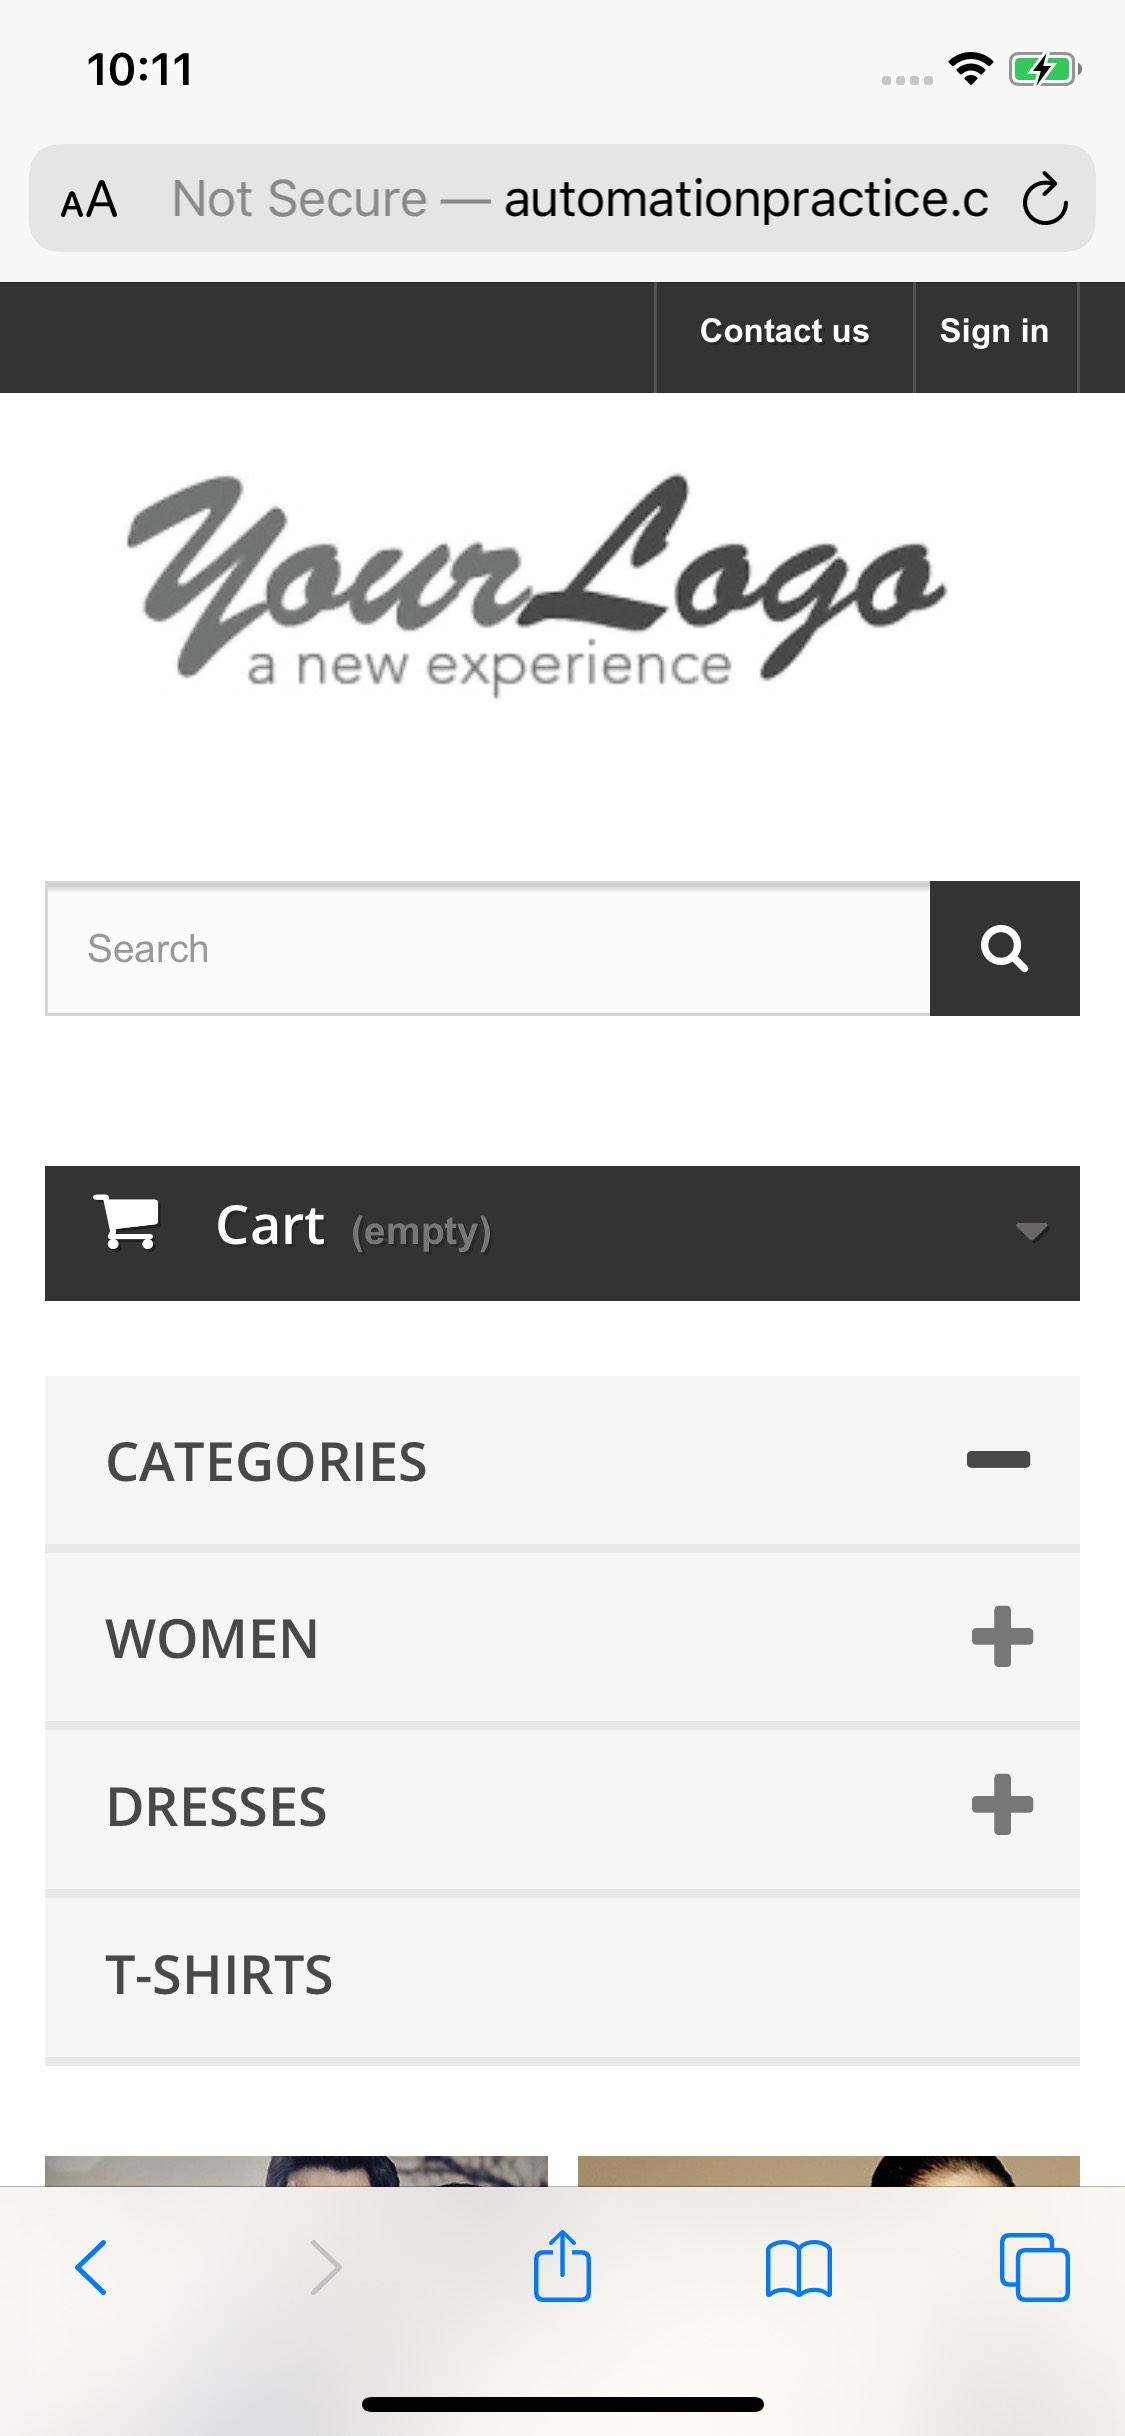 10:11
AA Not Secure — automationpractice.c
Contact us Sign in
YourLogo
a new experience
Search
Cart (empty)
CATEGORIES
WOMEN
DRESSES
T-SHIRTS